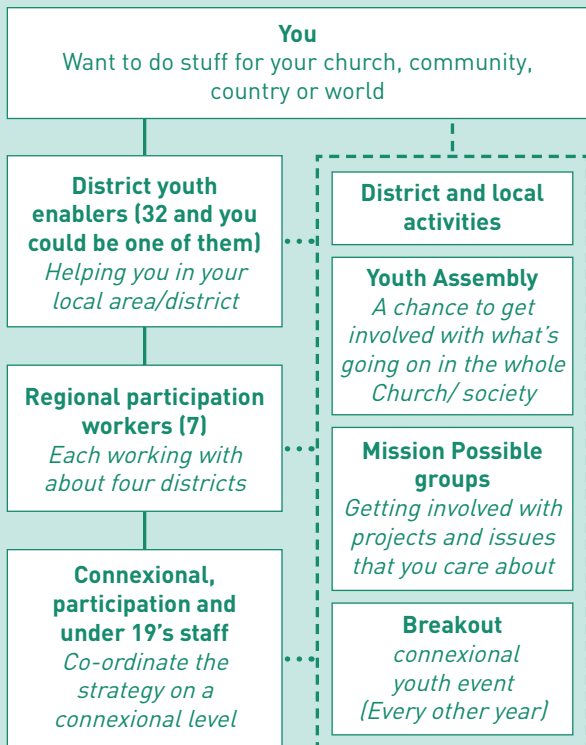 You
Want to do stuff for your church, community,
country or world
District youth
enablers (32 and you
could be one of them)
Helping you in your
local area/district
Regional participation
workers (7)
Each working with
about four districts
Connexional,
participation and
under 19's staff
Co-ordinate the
strategy on a
connexional level
District and local
activities
Youth Assembly
A chance to get
involved with what's
going on in the whole
Church/ society
Mission Possible
groups
Getting involved with
projects and issues
that you care about
Breakout
connexional
youth event
(Every other year)